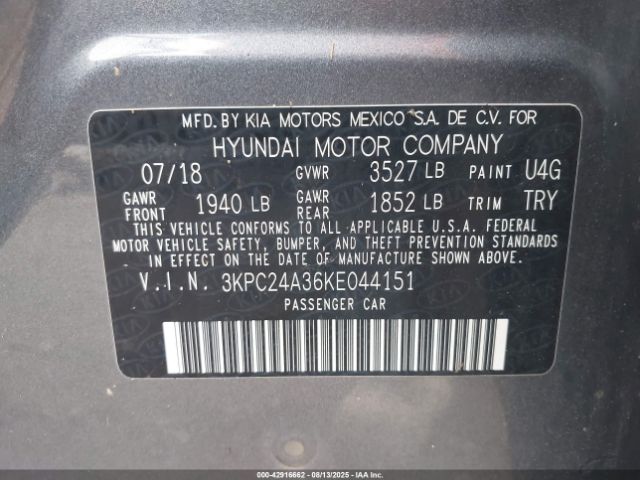 MFD. BY KIA MOTORS MEXICO S.A. DE C.V. FOR
HYUNDAI MOTOR COMPANY
07/18 GVWR 3527 LB PAINT U4G
GAWR FRONT 1940 LB GAWR REAR 1852 LB TRIM TRY
THIS VEHICLE CONFORMS TO ALL APPLICABLE U.S.A. FEDERAL
MOTOR VEHICLE SAFETY, BUMPER, AND THEFT PREVENTION STANDARDS
IN EFFECT ON THE DATE OF MANUFACTURE SHOWN ABOVE.
V.I.N. 3KPC24A36KE044151
PASSENGER CAR
000-42916662 - 08/13/2025 - IAAI.COM